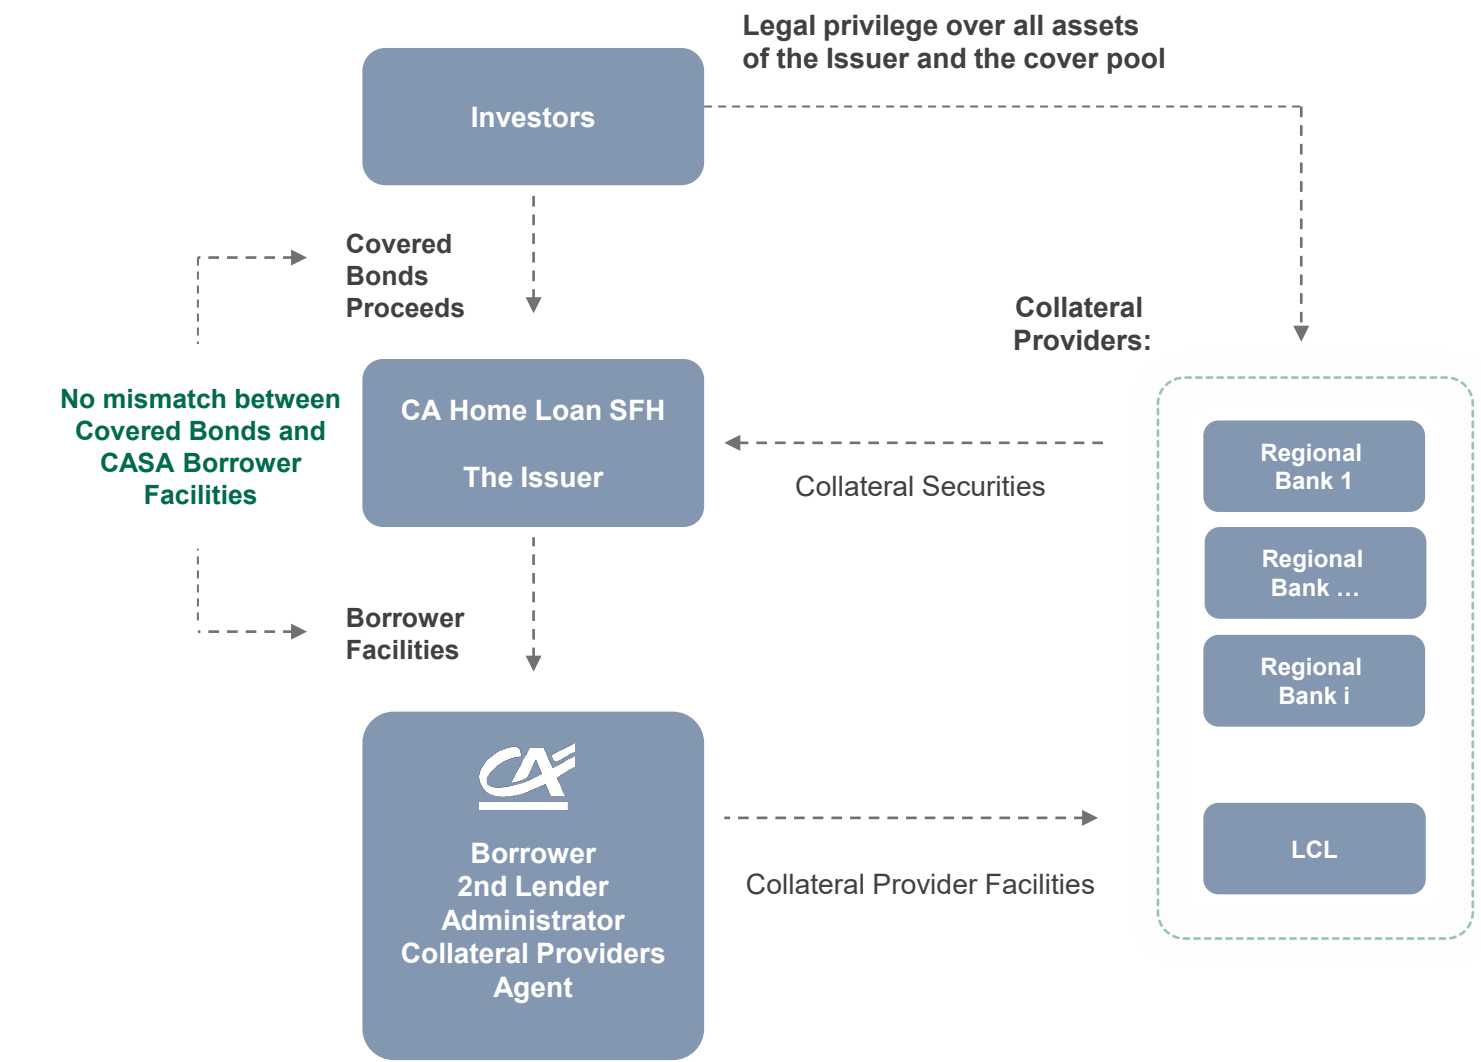 Legal privilege over all assets
of the Issuer and the cover pool
Investors
Covered
Bonds
Proceeds
Collateral
Providers:
No mismatch between
Covered Bonds and
CASA Borrower
Facilities
CA Home Loan SFH
The Issuer
Collateral Securities
Regional
Bank 1
Regional
Bank …
Regional
Bank i
LCL
Borrower
Facilities
CA
Borrower
2nd Lender
Administrator
Collateral Providers
Agent
Collateral Provider Facilities